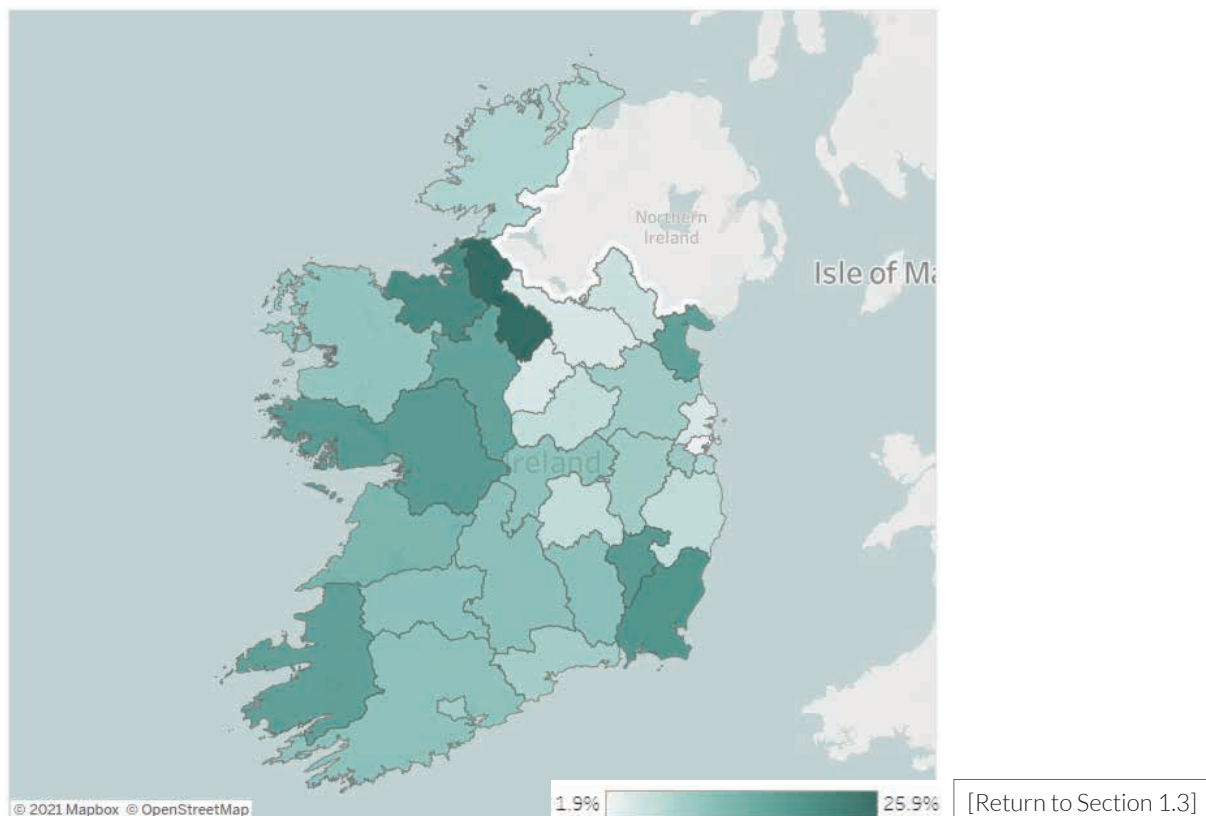 Northern
Ireland
Isle of Ma
Ireland
© 2021 Mapbox © OpenStreetMap
1.9%
25.9%
[Return to Section 1.3]